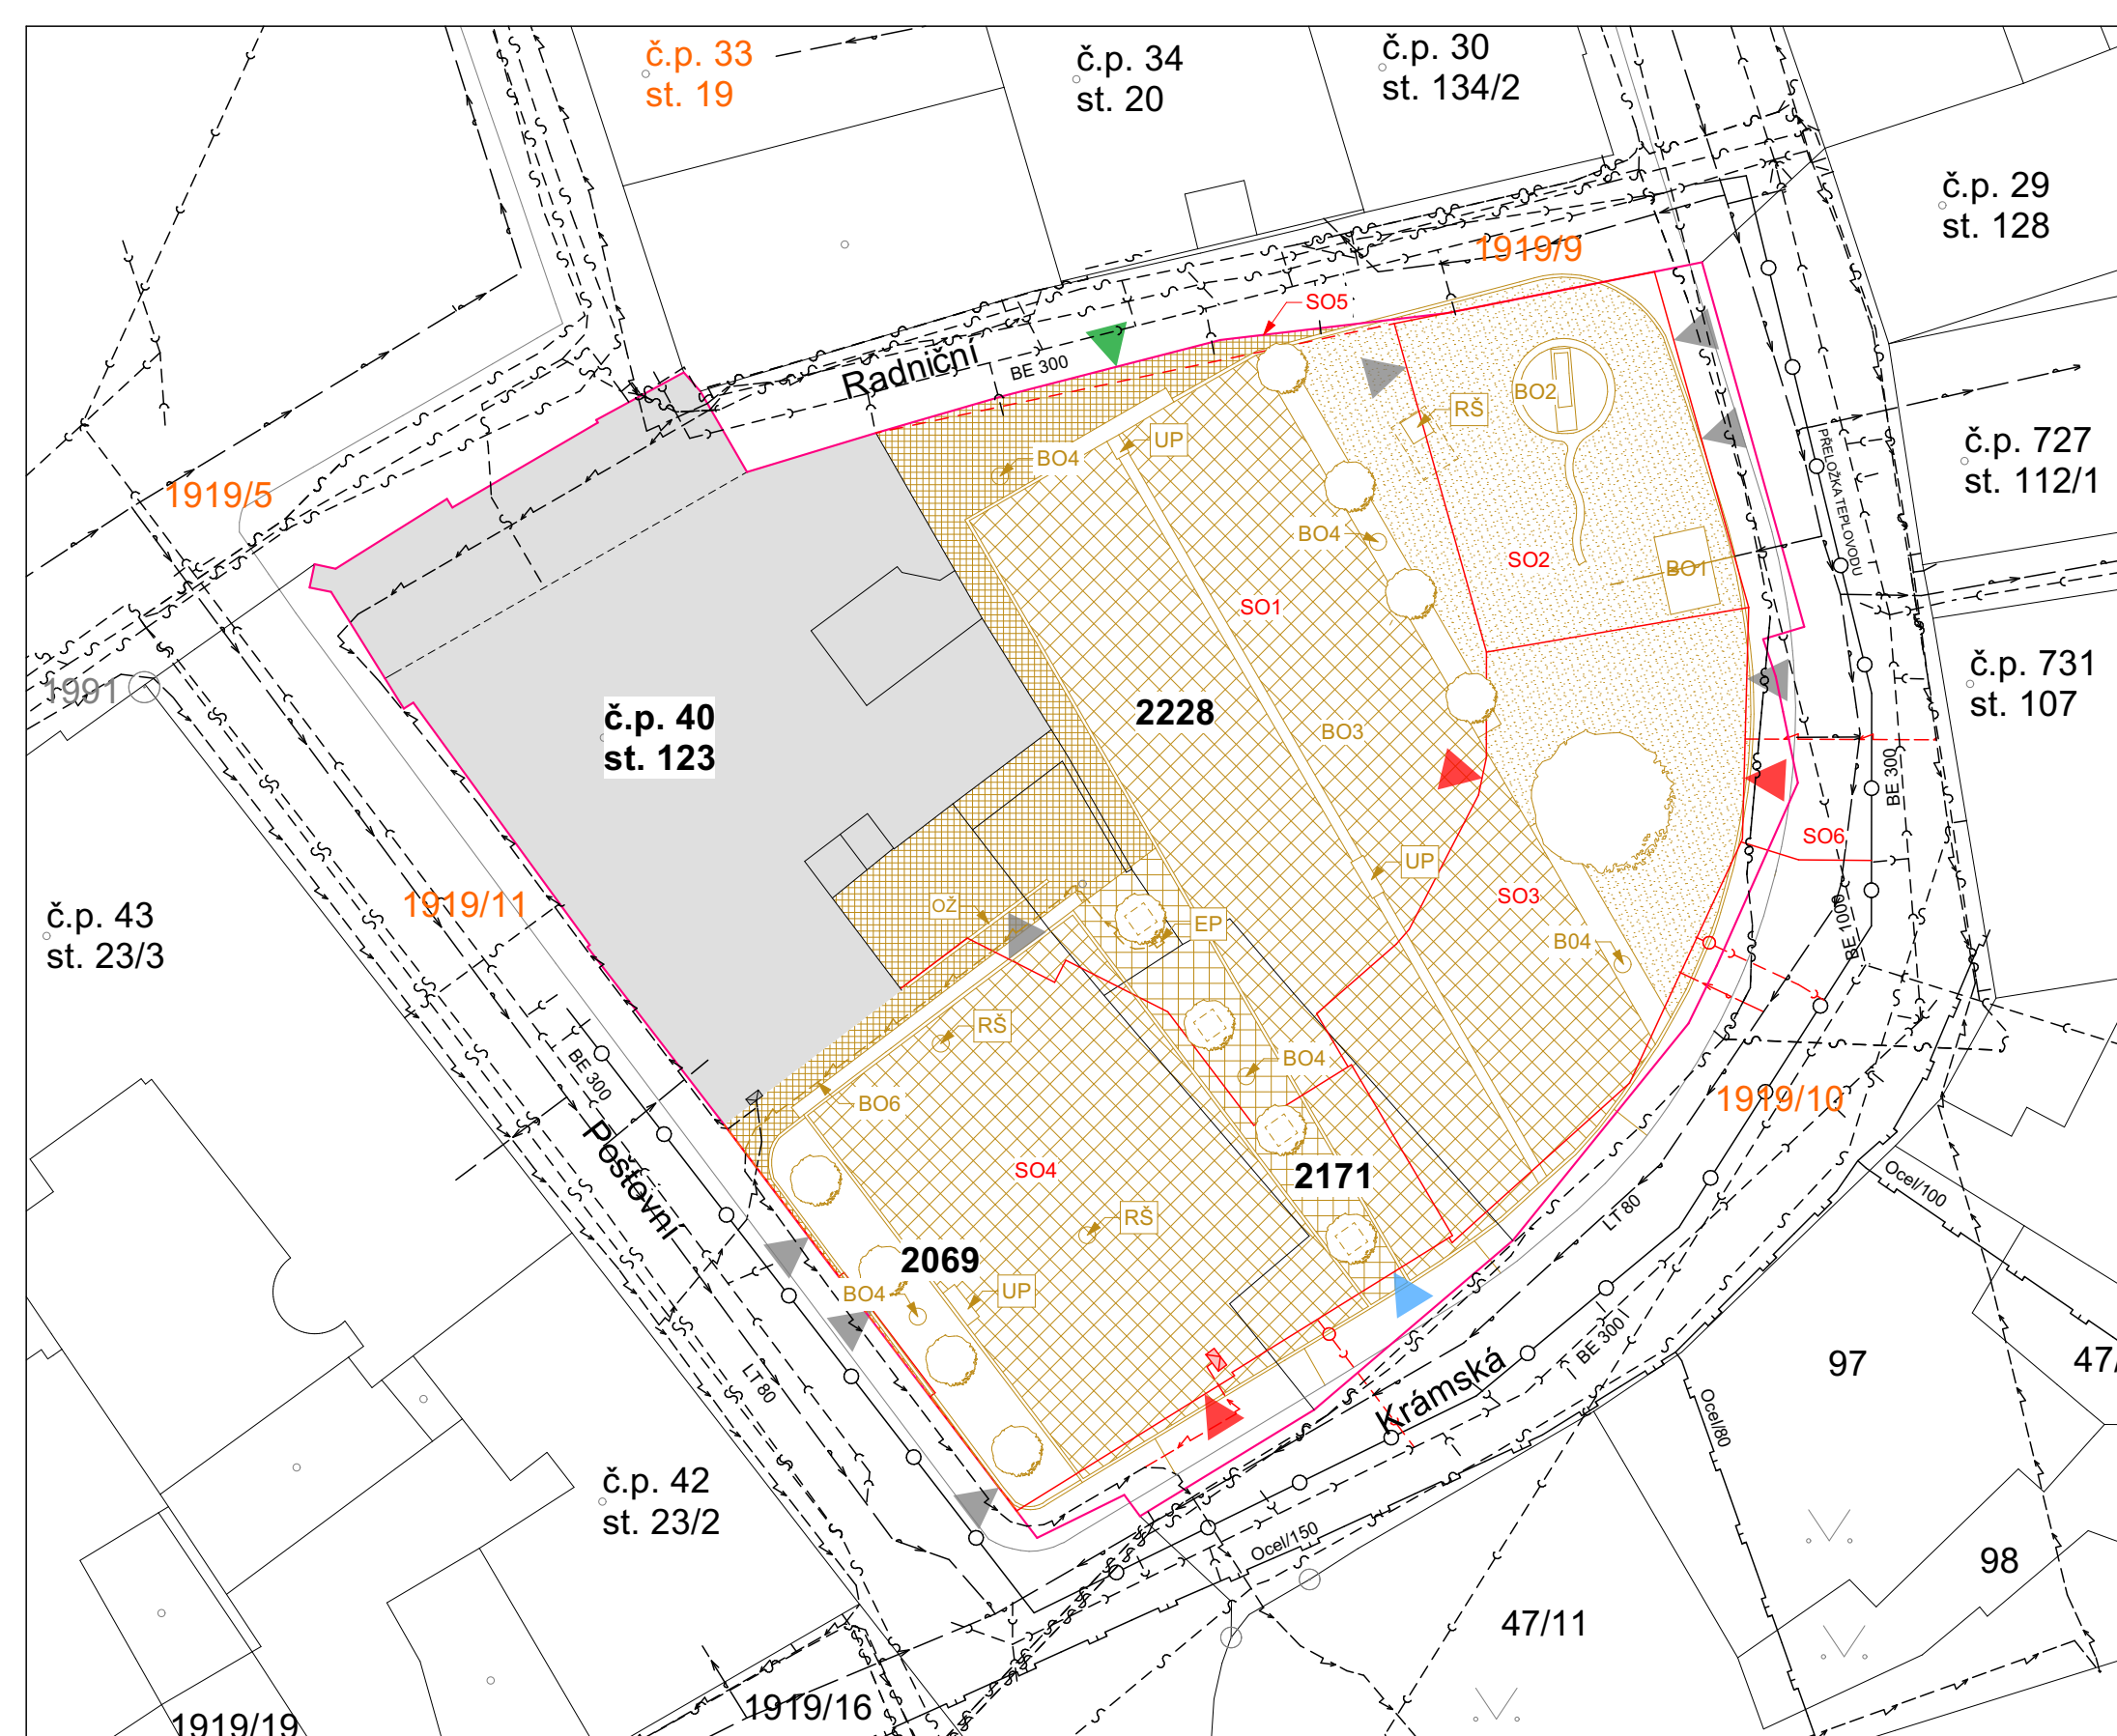 č.p. 33
st. 19
č.p. 34
st. 20
č.p. 30
st. 134/2
č.p. 29
st. 128
1919/9
SO5
Radniční
BE 300
BO2
RŠ
UP
BO4
č.p. 727
st. 112/1
PŘELOŽKA TEPLOVODU
1919/5
BO4
SO2
BO1
SO1
1991
č.p. 731
st. 107
č.p. 40
st. 123
2228
BO3
BE 300
SO6
UP
SO3
1919/11
OŽ
EP
BE 1000
B04
č.p. 43
st. 23/3
RŠ
BO4
BE 300
BO6
1919/10
Poštovní
SO4
2171
Ocel/100
LT 80
RŠ
2069
BO4
UP
BE 300
97
47/
LT 80
Krámská
Ocel/80
č.p. 42
st. 23/2
Ocel/150
98
47/11
1919/16
1919/19